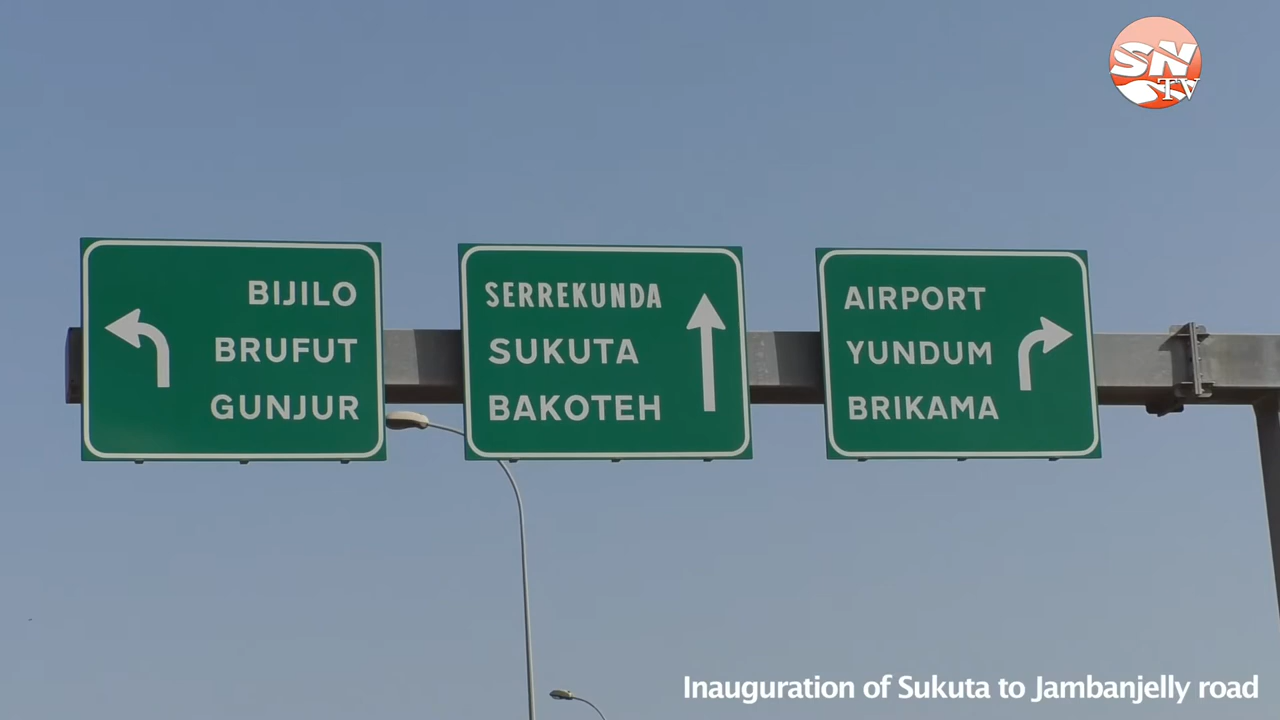 SN
TV
BIJILO
BRUFUT
GUNJUR
SERREKUNDA
SUKUTA
BAKOTEH
AIRPORT
YUNDUM
BRIKAMA
Inauguration of Sukuta to Jambanjelly road